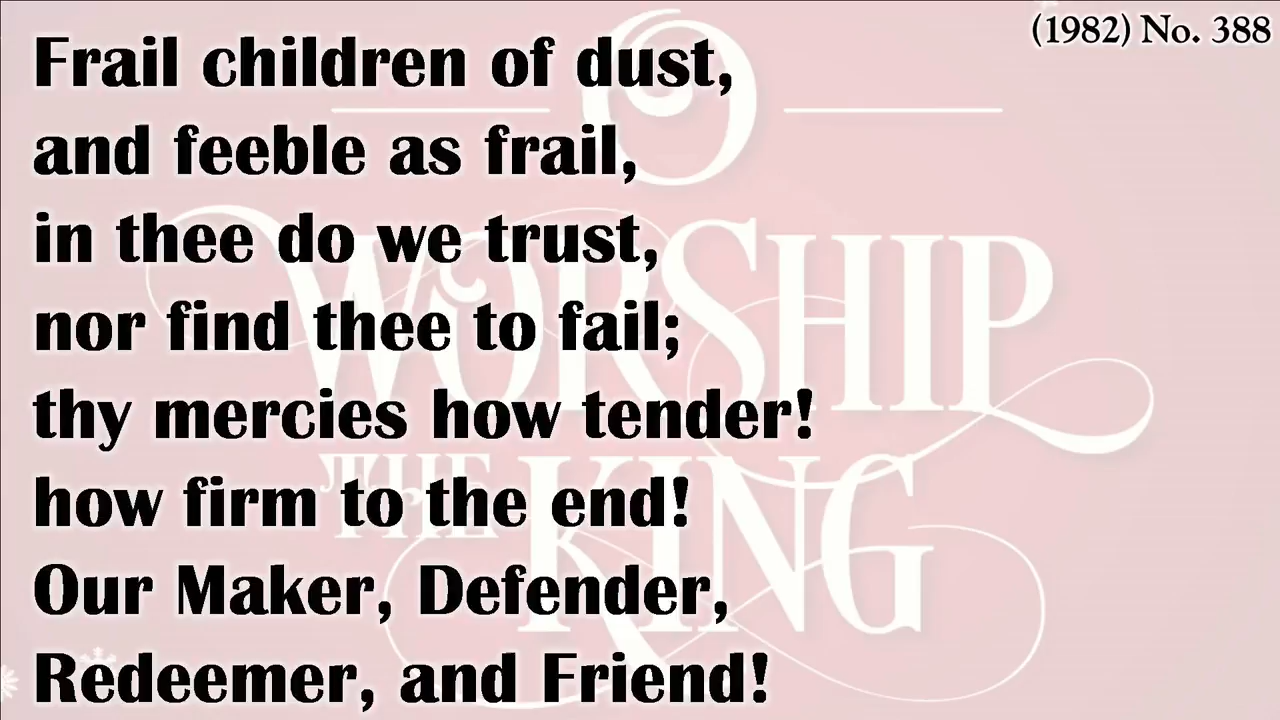 (1982) No. 388
Frail children of dust,
and feeble as frail,
in thee do we trust,
nor find thee to fail;
thy mercies how tender!
how firm to the end!
Our Maker, Defender,
Redeemer, and Friend!
O
WORSHIP
THE KING